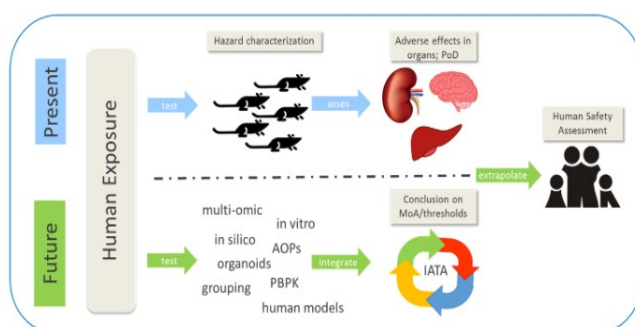 Present
Human Exposure
Hazard characterization
test
asses
Adverse effects in
organs; PoD
Human Safety
Assessment
extrapolate
Future
test
multi-omic
in vitro
in silico
AOPs
organoids
grouping
PBPK
human models
integrate
Conclusion on
MoA/thresholds
IATA